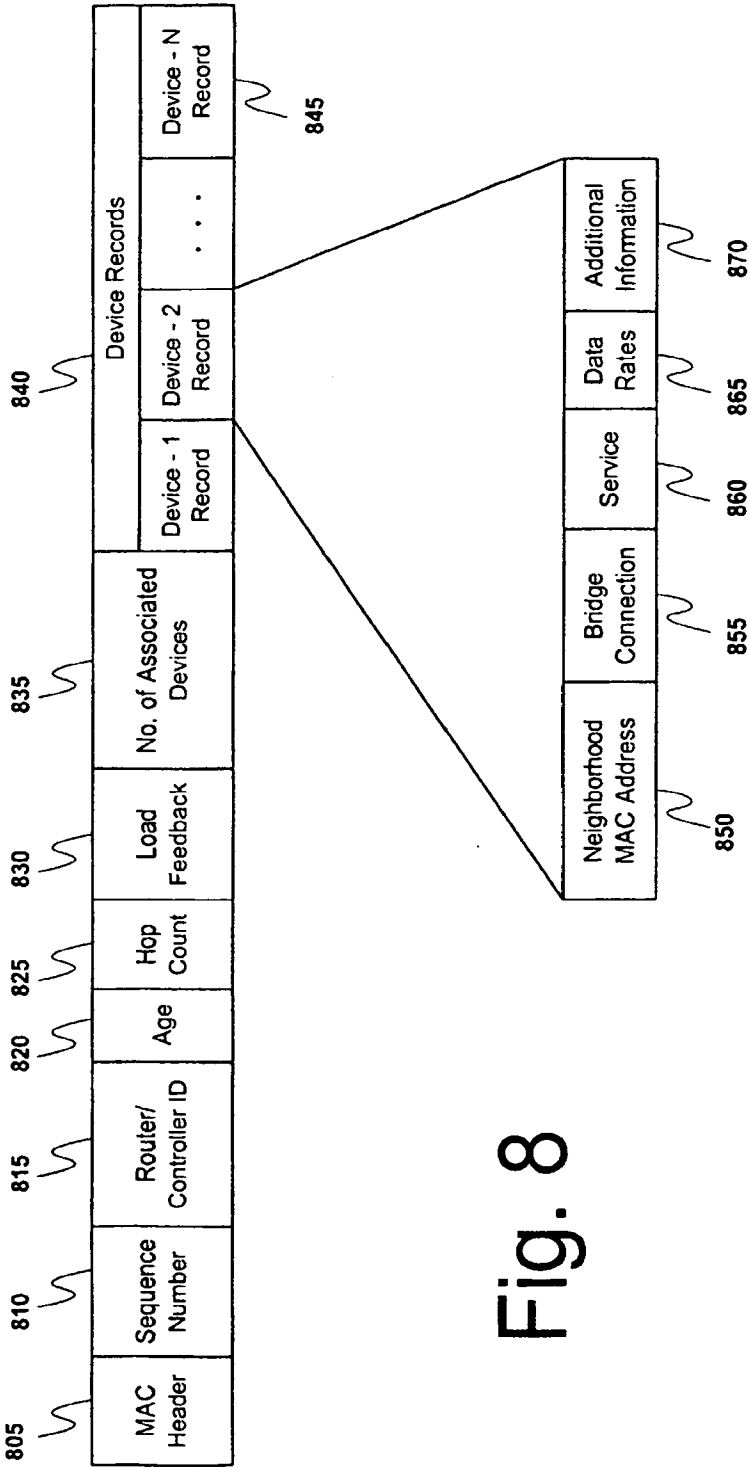 805
810
815
820
825
830
835
840
MAC
Header
Sequence
Number
Router/
Controller ID
Age
Hop
Count
Load
Feedback
No. of Associated
Devices
Device Records
Device - 1
Record
Device - 2
Record
. . .
Device - N
Record
845
Neighborhood
MAC Address
Bridge
Connection
Service
Data
Rates
Additional
Information
850
855
860
865
870
Fig. 8